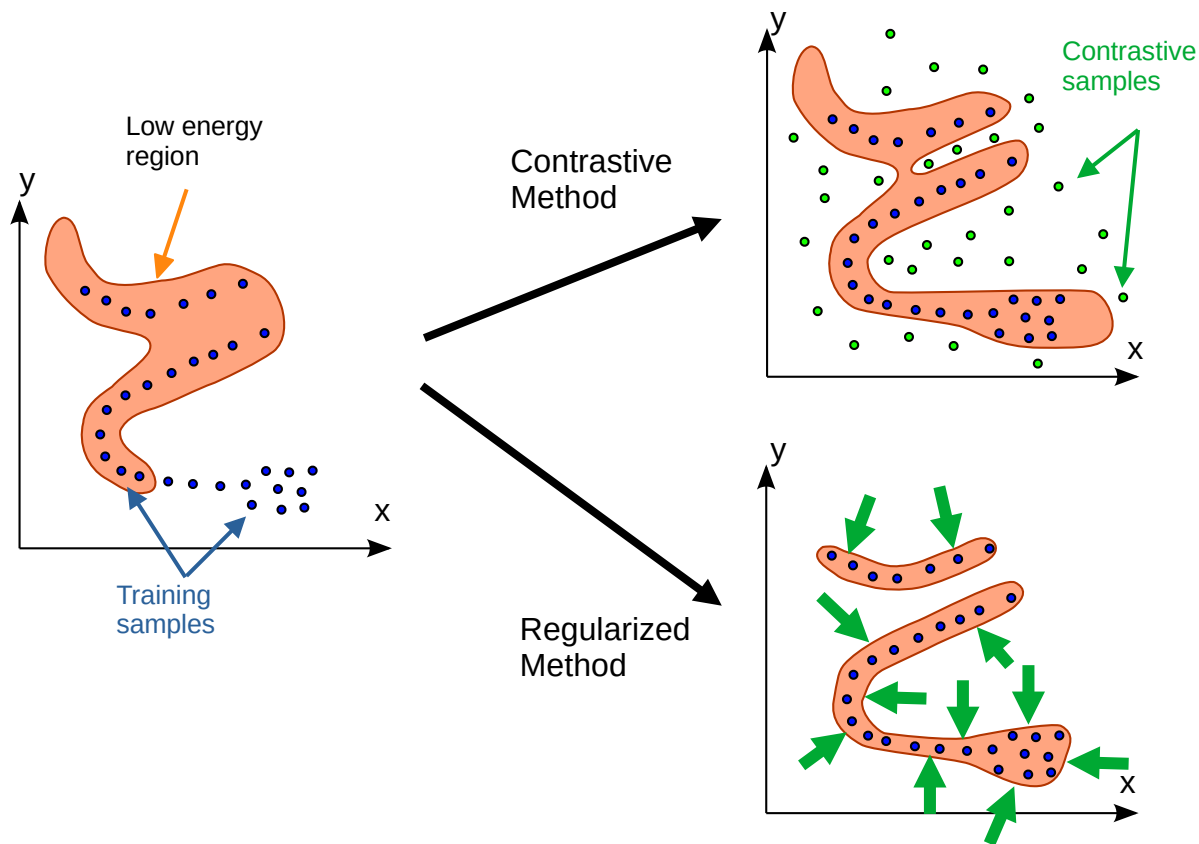 Low energy
region
y
x
Training
samples
Contrastive
Method
Regularized
Method
y
Contrastive
samples
x
y
x